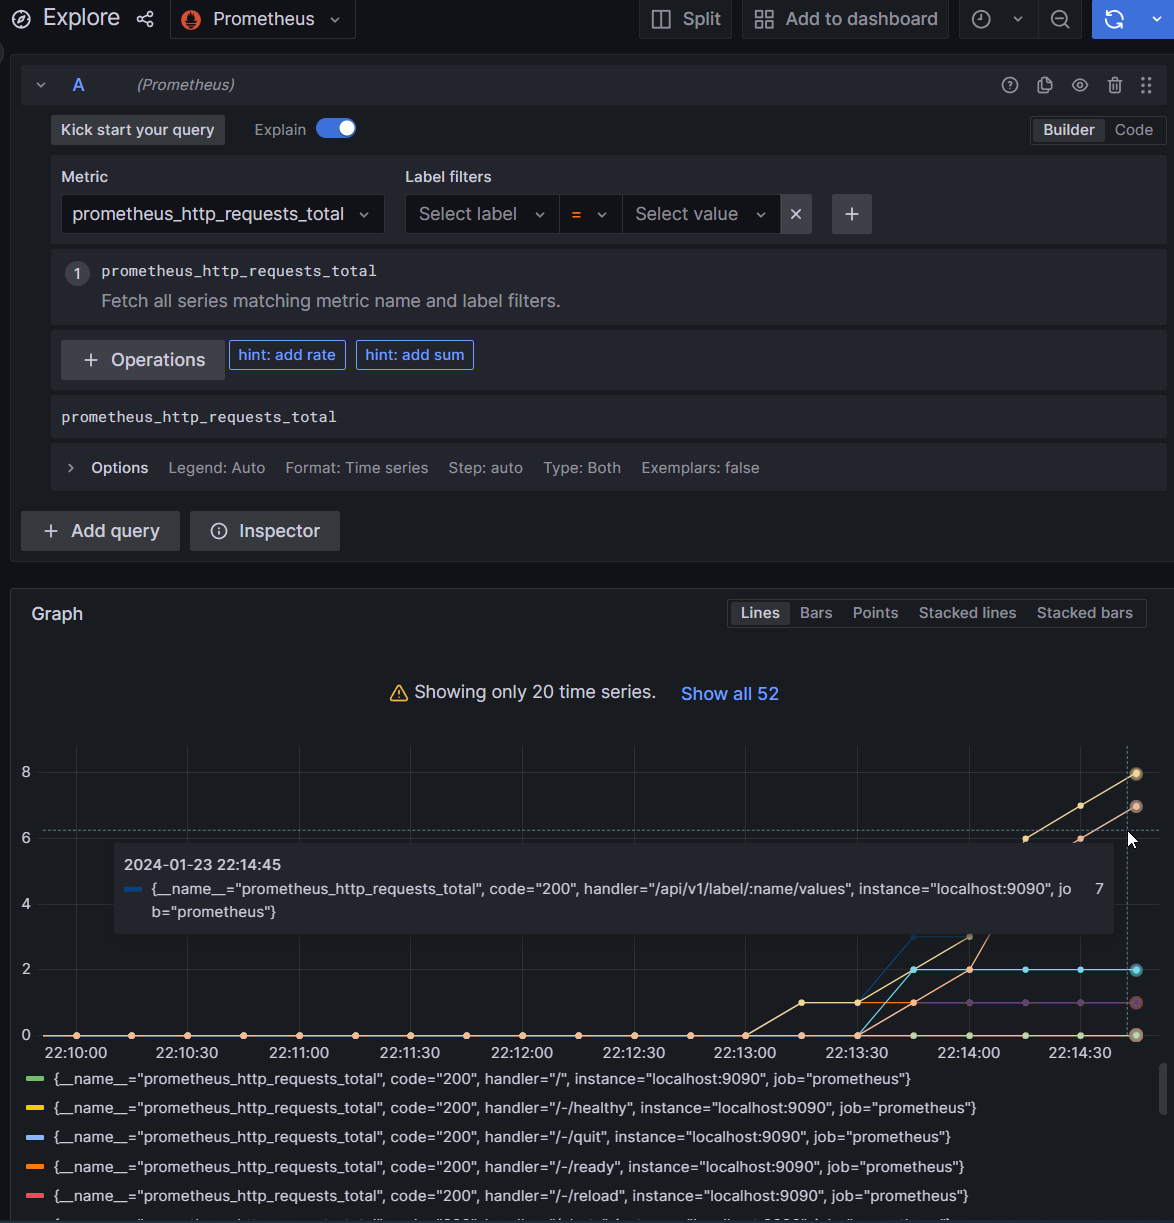 Explore Prometheus Split Add to dashboard
A (Prometheus)
Kick start your query Explain Builder Code
Metric Label filters
prometheus_http_requests_total Select label = Select value
1 prometheus_http_requests_total
Fetch all series matching metric name and label filters.
+ Operations hint: add rate hint: add sum
prometheus_http_requests_total
Options Legend: Auto Format: Time series Step: auto Type: Both Exemplars: false
+ Add query Inspector
Graph Lines Bars Points Stacked lines Stacked bars
Showing only 20 time series. Show all 52
8
6
2024-01-23 22:14:45
{__name__="prometheus_http_requests_total", code="200", handler="/api/v1/label/:name/values", instance="localhost:9090", jo 7
b="prometheus"}
4
2
0
22:10:00 22:10:30 22:11:00 22:11:30 22:12:00 22:12:30 22:13:00 22:13:30 22:14:00 22:14:30
{__name__="prometheus_http_requests_total", code="200", handler="/", instance="localhost:9090", job="prometheus"}
{__name__="prometheus_http_requests_total", code="200", handler="/-/healthy", instance="localhost:9090", job="prometheus"}
{__name__="prometheus_http_requests_total", code="200", handler="/-/quit", instance="localhost:9090", job="prometheus"}
{__name__="prometheus_http_requests_total", code="200", handler="/-/ready", instance="localhost:9090", job="prometheus"}
{__name__="prometheus_http_requests_total", code="200", handler="/-/reload", instance="localhost:9090", job="prometheus"}